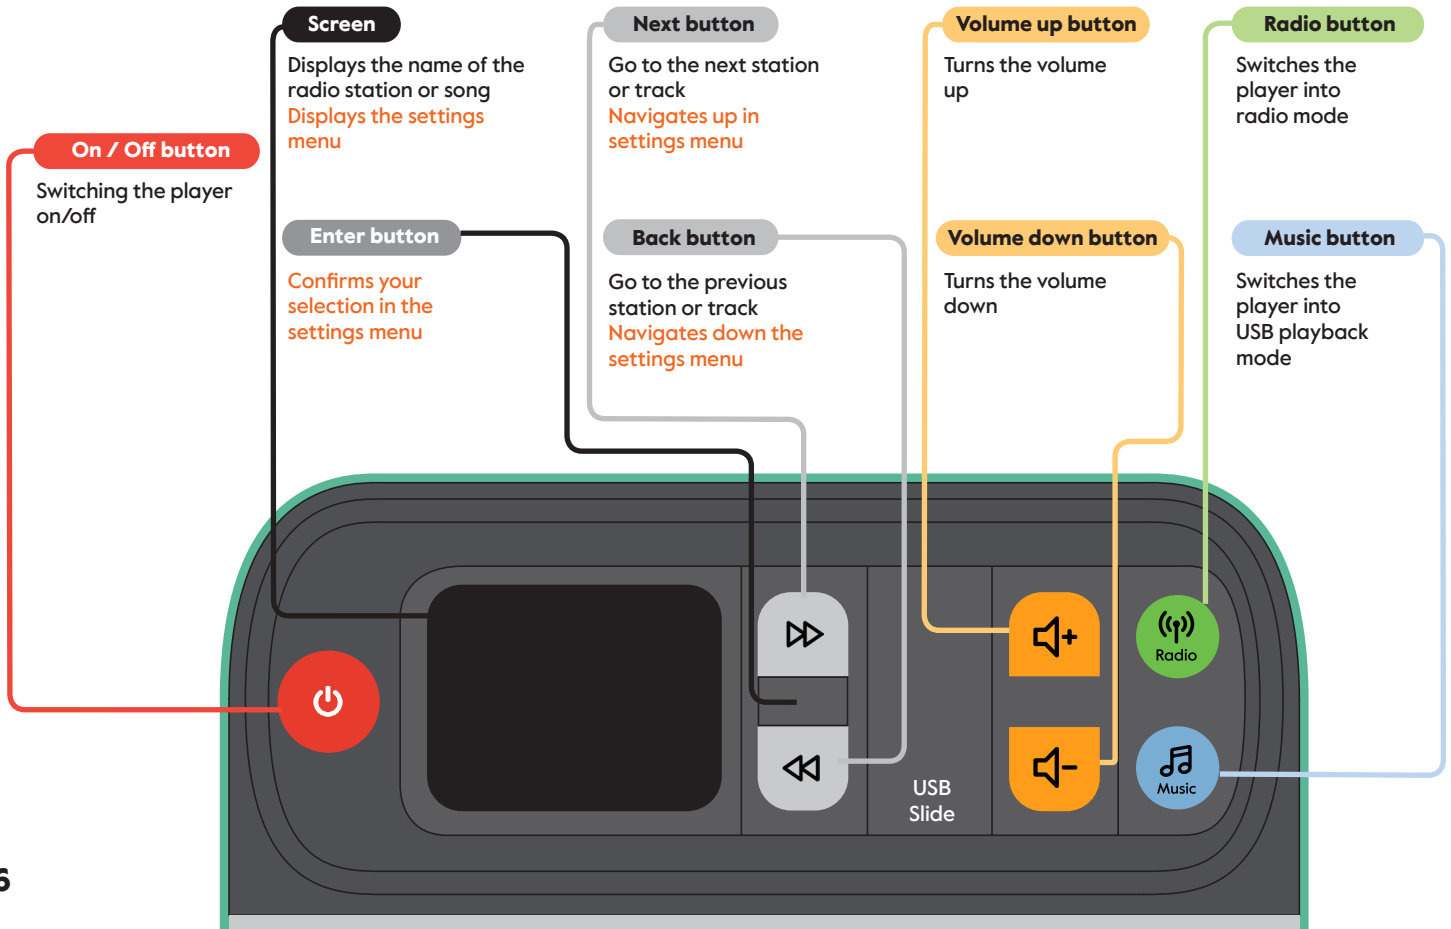 Screen
Displays the name of the
radio station or song
Displays the settings
menu
Next button
Go to the next station
or track
Navigates up in
settings menu
Volume up button
Turns the volume
up
Radio button
Switches the
player into
radio mode
On / Off button
Switching the player
on/off
Enter button
Confirms your
selection in the
settings menu
Back button
Go to the previous
station or track
Navigates down the
settings menu
Volume down button
Turns the volume
down
Music button
Switches the
player into
USB playback
mode
Radio
Music
USB
Slide
6